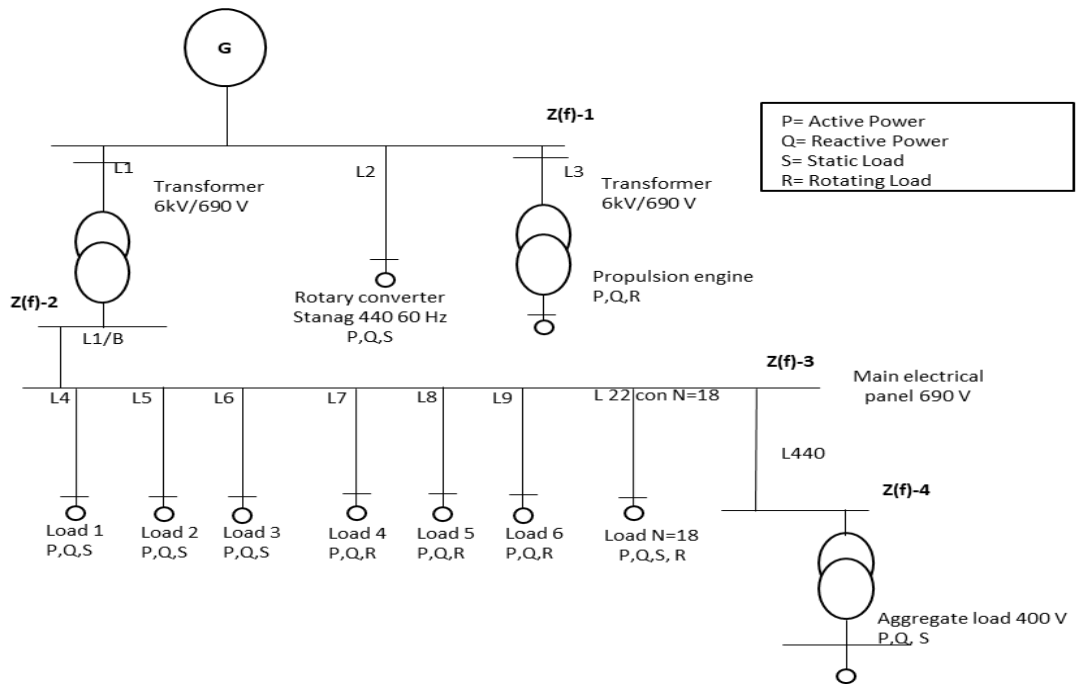 G
Z(f)-1
P= Active Power
Q= Reactive Power
S= Static Load
R= Rotating Load
L1
L2
L3
Transformer
6kV/690 V
Transformer
6kV/690 V
Propulsion engine
P,Q,R
Rotary converter
Stanag 440 60 Hz
P,Q,S
Z(f)-2
L1/B
Z(f)-3
Main electrical
panel 690 V
L4
L5
L6
L7
L8
L9
L 22 con N=18
L440
Z(f)-4
Load 1
P,Q,S
Load 2
P,Q,S
Load 3
P,Q,S
Load 4
P,Q,R
Load 5
P,Q,R
Load 6
P,Q,R
Load N=18
P,Q,S, R
Aggregate load 400 V
P,Q, S